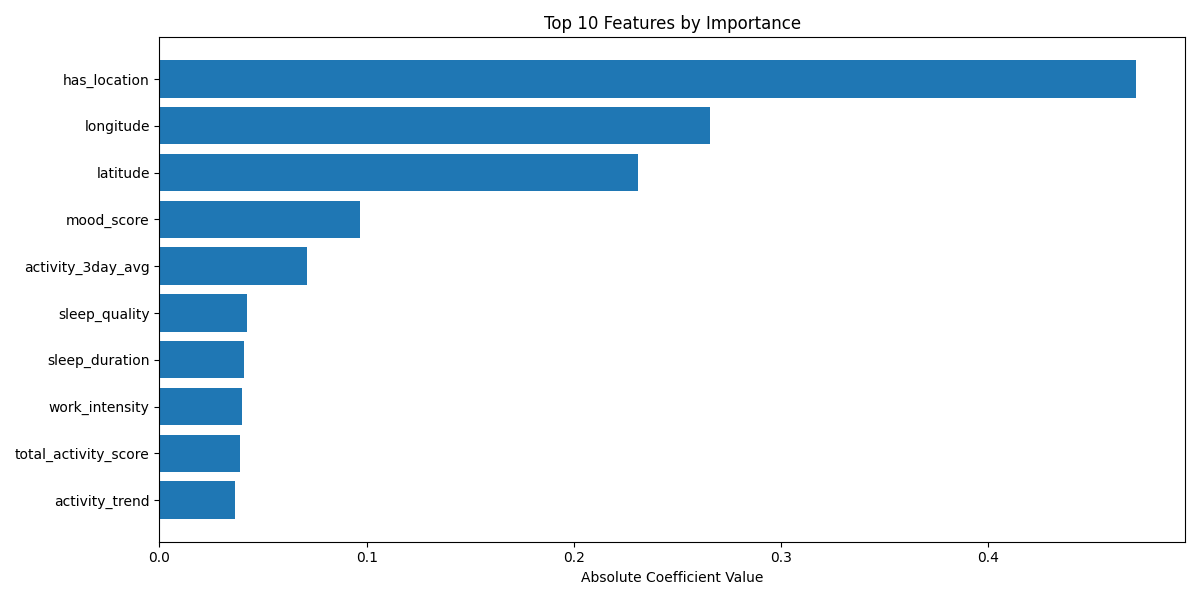 Top 10 Features by Importance
has_location
longitude
latitude
mood_score
activity_3day_avg
sleep_quality
sleep_duration
work_intensity
total_activity_score
activity_trend
0.0 0.1 0.2 0.3 0.4
Absolute Coefficient Value